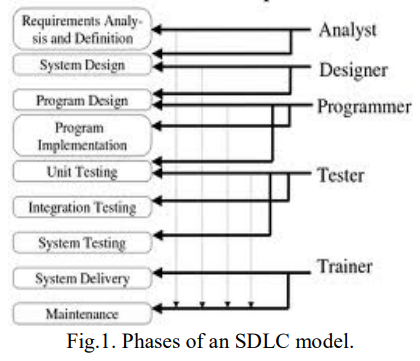 Requirements Analy-
sis and Definition
Analyst
System Design
Designer
Program Design
Programmer
Program
Implementation
Unit Testing
Tester
Integration Testing
System Testing
System Delivery
Trainer
Maintenance
Fig.1. Phases of an SDLC model.